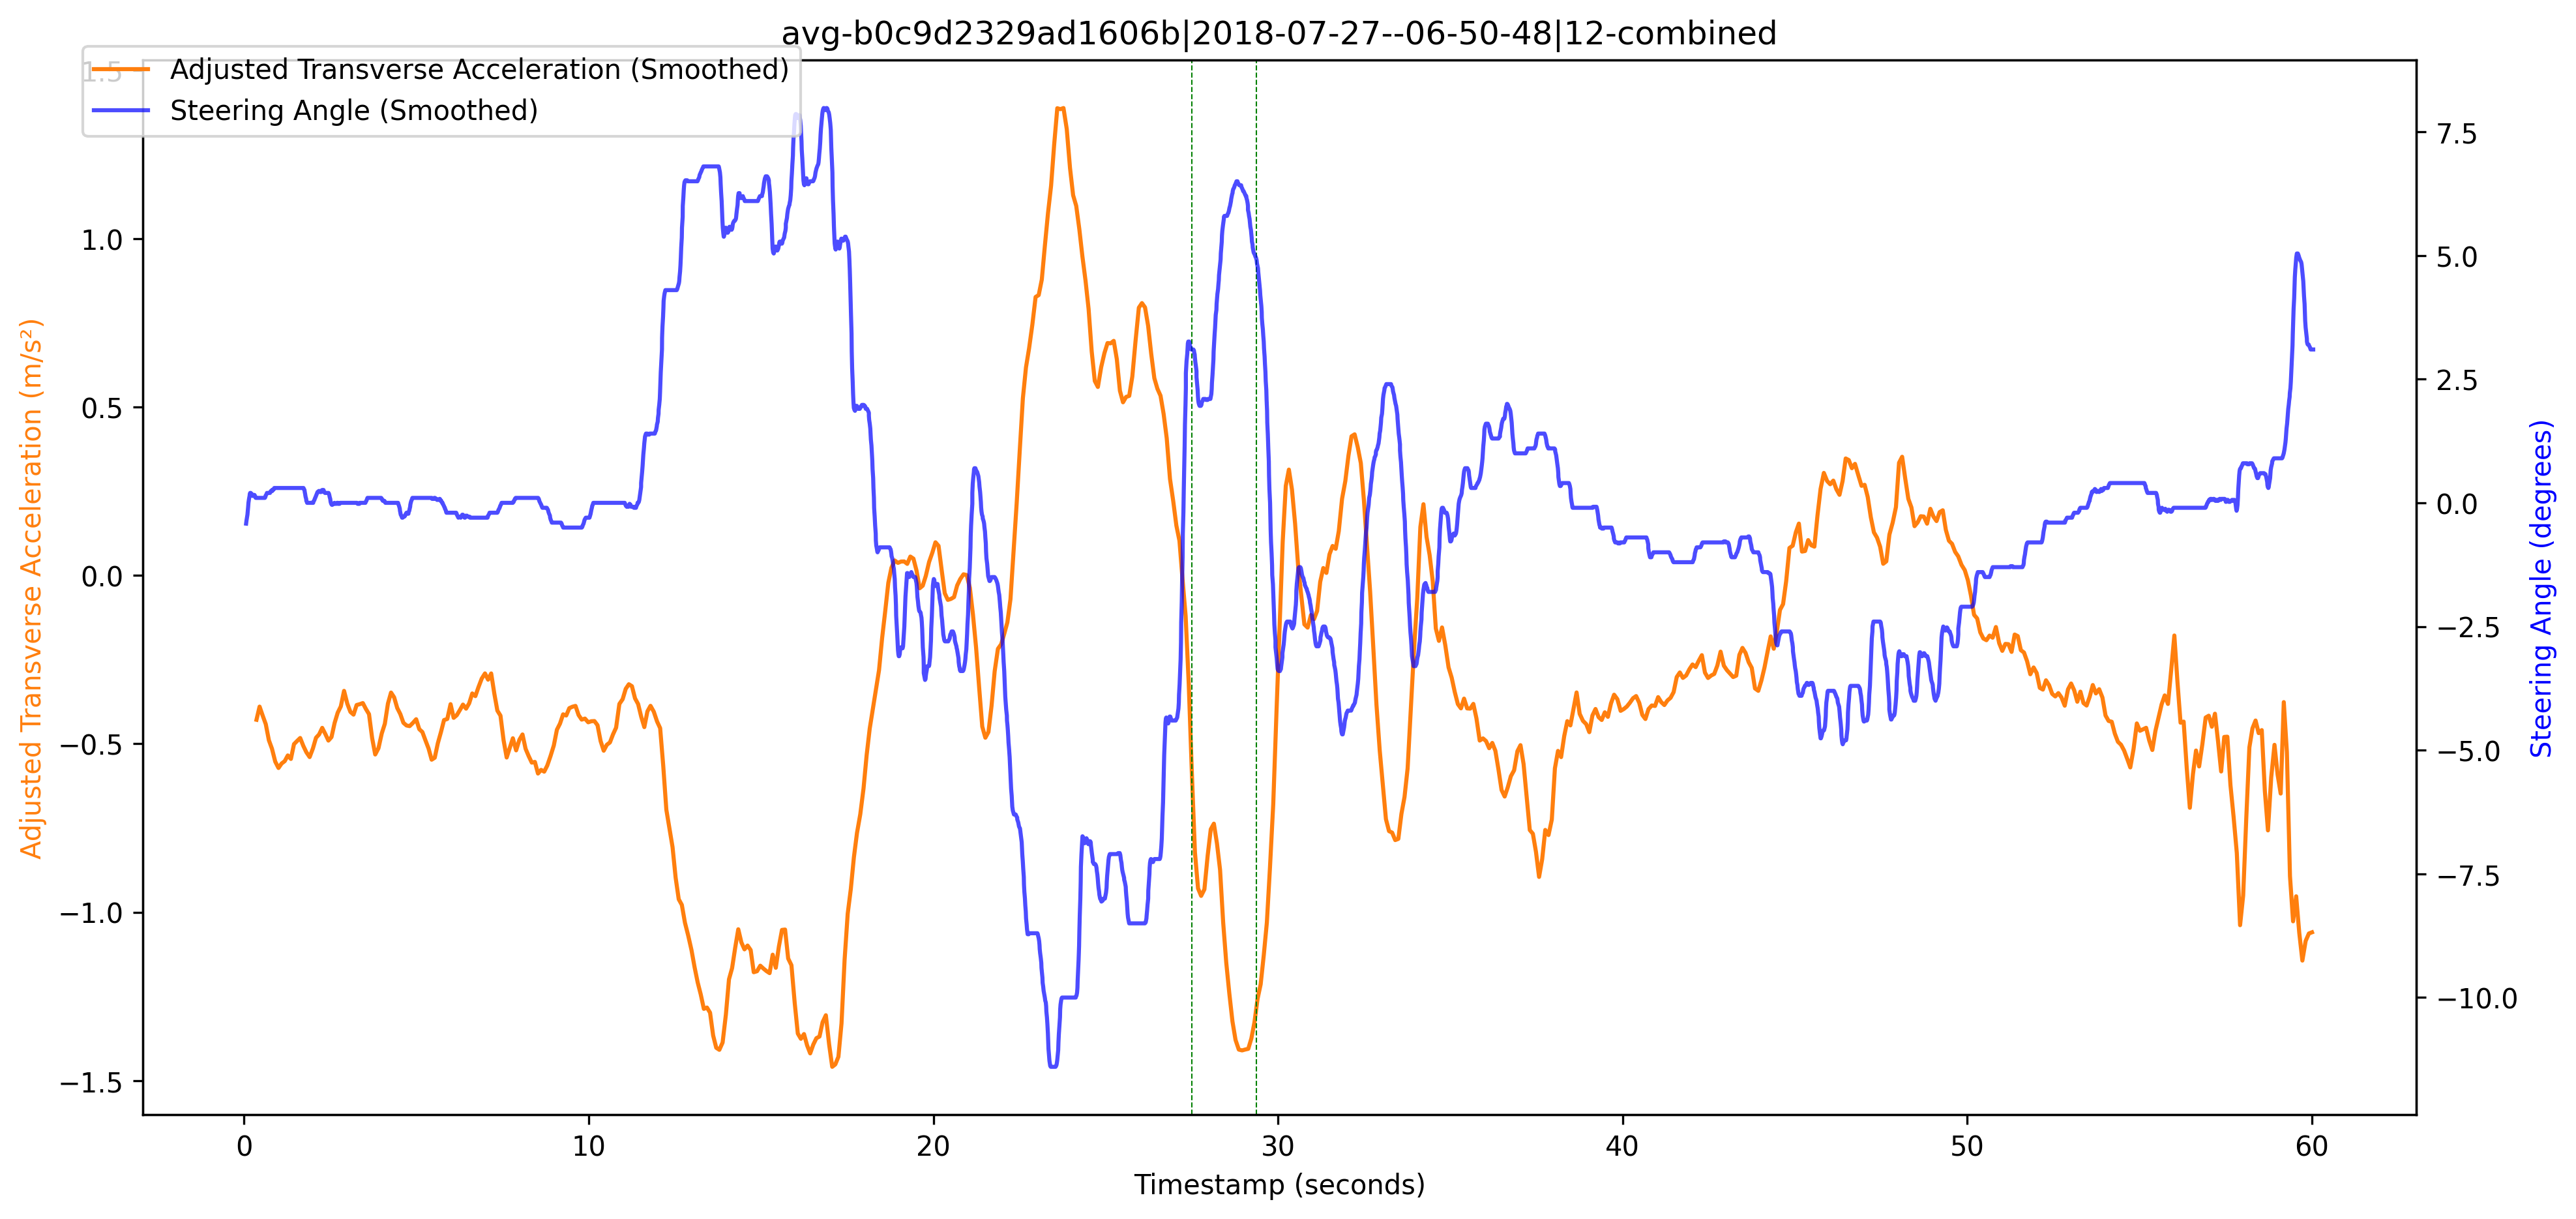 avg-b0c9d2329ad1606b|2018-07-27--06-50-48|12-combined
Adjusted Transverse Acceleration (Smoothed)
Steering Angle (Smoothed)
Adjusted Transverse Acceleration (m/s²)
1.5
1.0
0.5
0.0
−0.5
−1.0
−1.5
7.5
5.0
2.5
0.0
−2.5
−5.0
−7.5
−10.0
Steering Angle (degrees)
0 10 20 30 40 50 60
Timestamp (seconds)